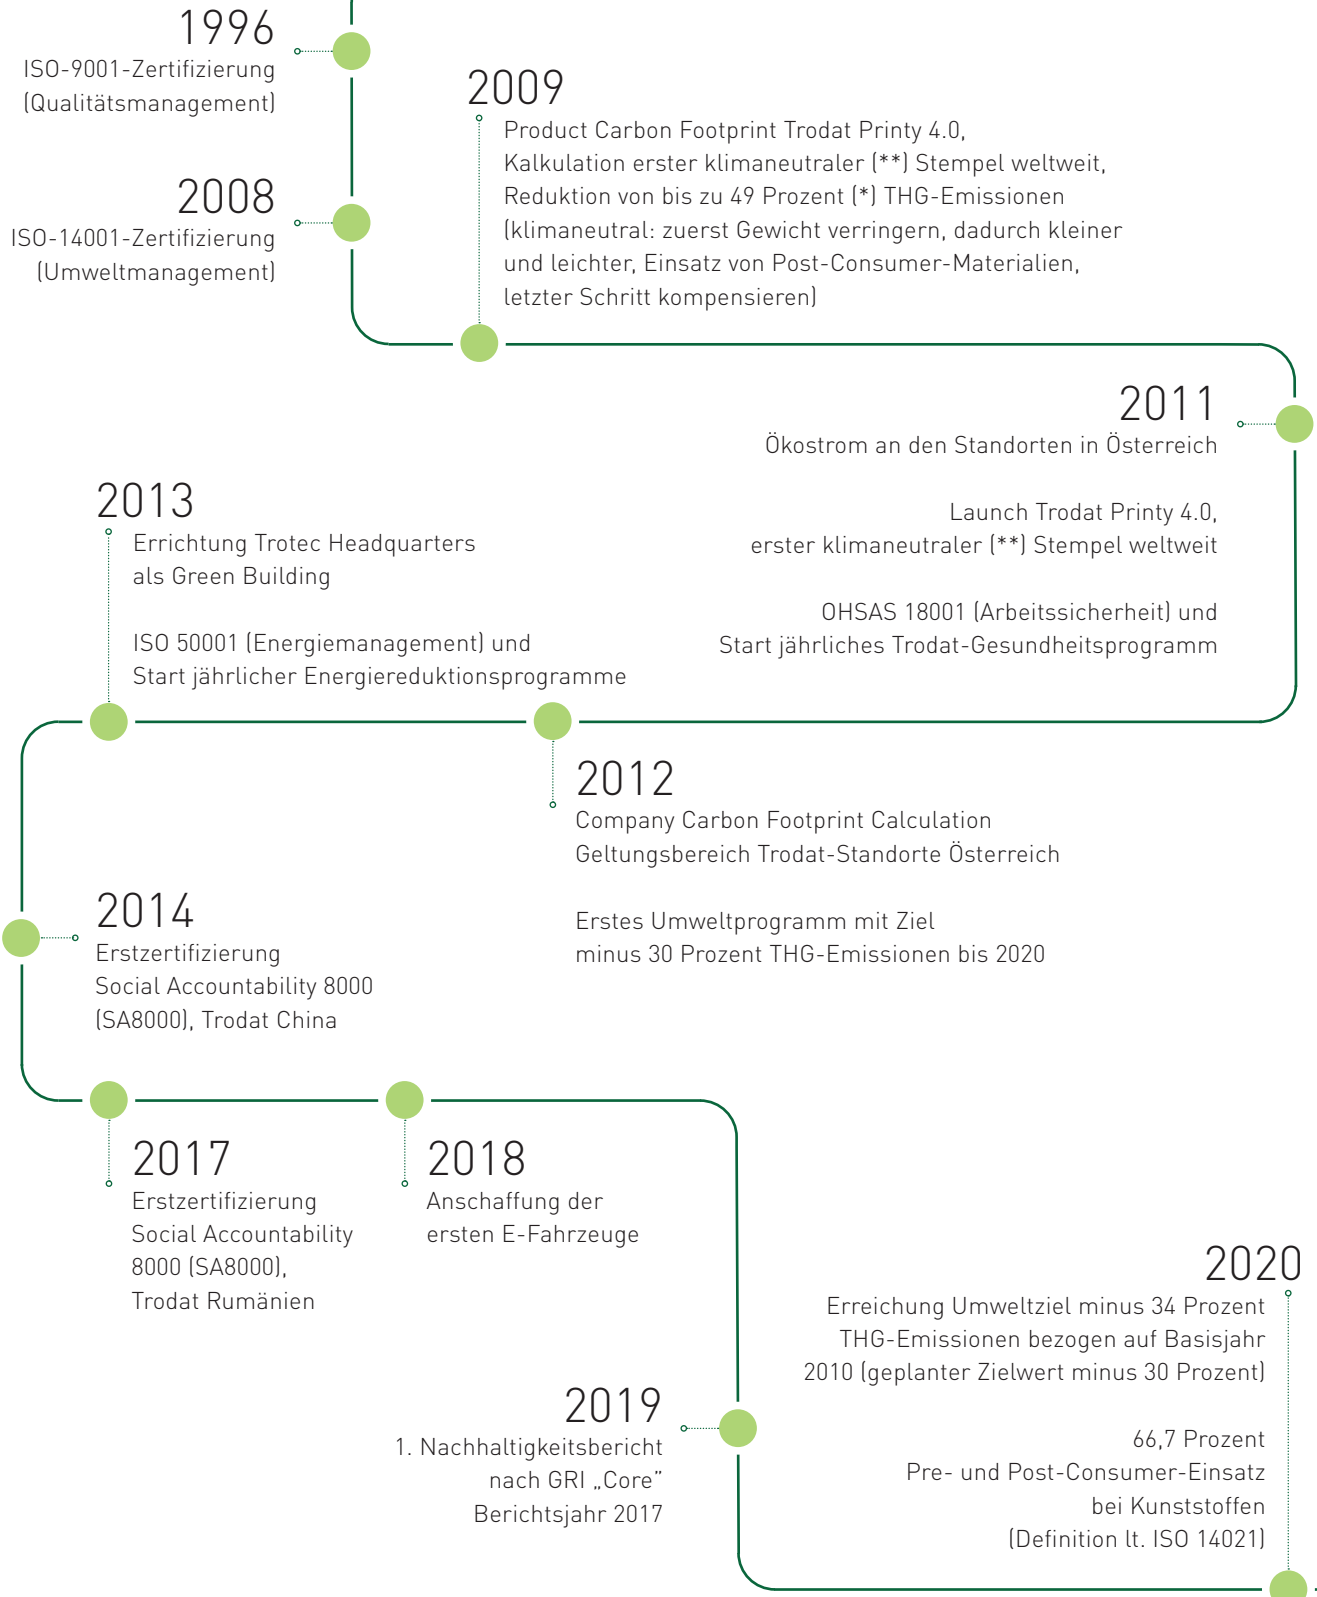 1996
ISO-9001-Zertifizierung
(Qualitätsmanagement)
2008
ISO-14001-Zertifizierung
(Umweltmanagement)
2009
Product Carbon Footprint Trodat Printy 4.0,
Kalkulation erster klimaneutraler (**) Stempel weltweit,
Reduktion von bis zu 49 Prozent (*) THG-Emissionen
(klimaneutral: zuerst Gewicht verringern, dadurch kleiner
und leichter, Einsatz von Post-Consumer-Materialien,
letzter Schritt kompensieren)
2011
Ökostrom an den Standorten in Österreich
Launch Trodat Printy 4.0,
erster klimaneutraler (**) Stempel weltweit
OHSAS 18001 (Arbeitssicherheit) und
Start jährliches Trodat-Gesundheitsprogramm
2012
Company Carbon Footprint Calculation
Geltungsbereich Trodat-Standorte Österreich
Erstes Umweltprogramm mit Ziel
minus 30 Prozent THG-Emissionen bis 2020
2013
Errichtung Trotec Headquarters
als Green Building
ISO 50001 (Energiemanagement) und
Start jährlicher Energiereduktionsprogramme
2014
Erstzertifizierung
Social Accountability 8000
(SA8000), Trodat China
2017
Erstzertifizierung
Social Accountability
8000 (SA8000),
Trodat Rumänien
2018
Anschaffung der
ersten E-Fahrzeuge
2019
1. Nachhaltigkeitsbericht
nach GRI „Core”
Berichtsjahr 2017
2020
Erreichung Umweltziel minus 34 Prozent
THG-Emissionen bezogen auf Basisjahr
2010 (geplanter Zielwert minus 30 Prozent)
66,7 Prozent
Pre- und Post-Consumer-Einsatz
bei Kunststoffen
(Definition lt. ISO 14021)